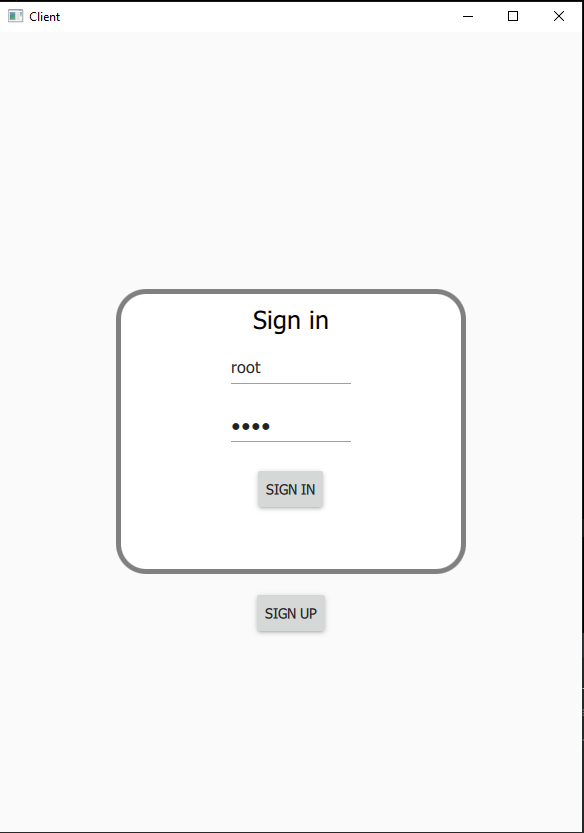 Client
Sign in
root
••••
SIGN IN
SIGN UP